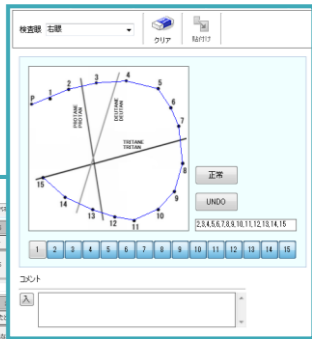 検査眼 右眼 クリア 貼付け
P 1 2 3 4
5
6
7
8
9
10
11
12
13
14
15
PROTANE
PROTAN
DEUTANE
DEUTAN
TRITANE
TRITAN
正常
UNDO
2,3,4,5,6,7,8,9,10,11,12,13,14,15
1 2 3 4 5 6 7 8 9 10 11 12 13 14 15
コメント
入